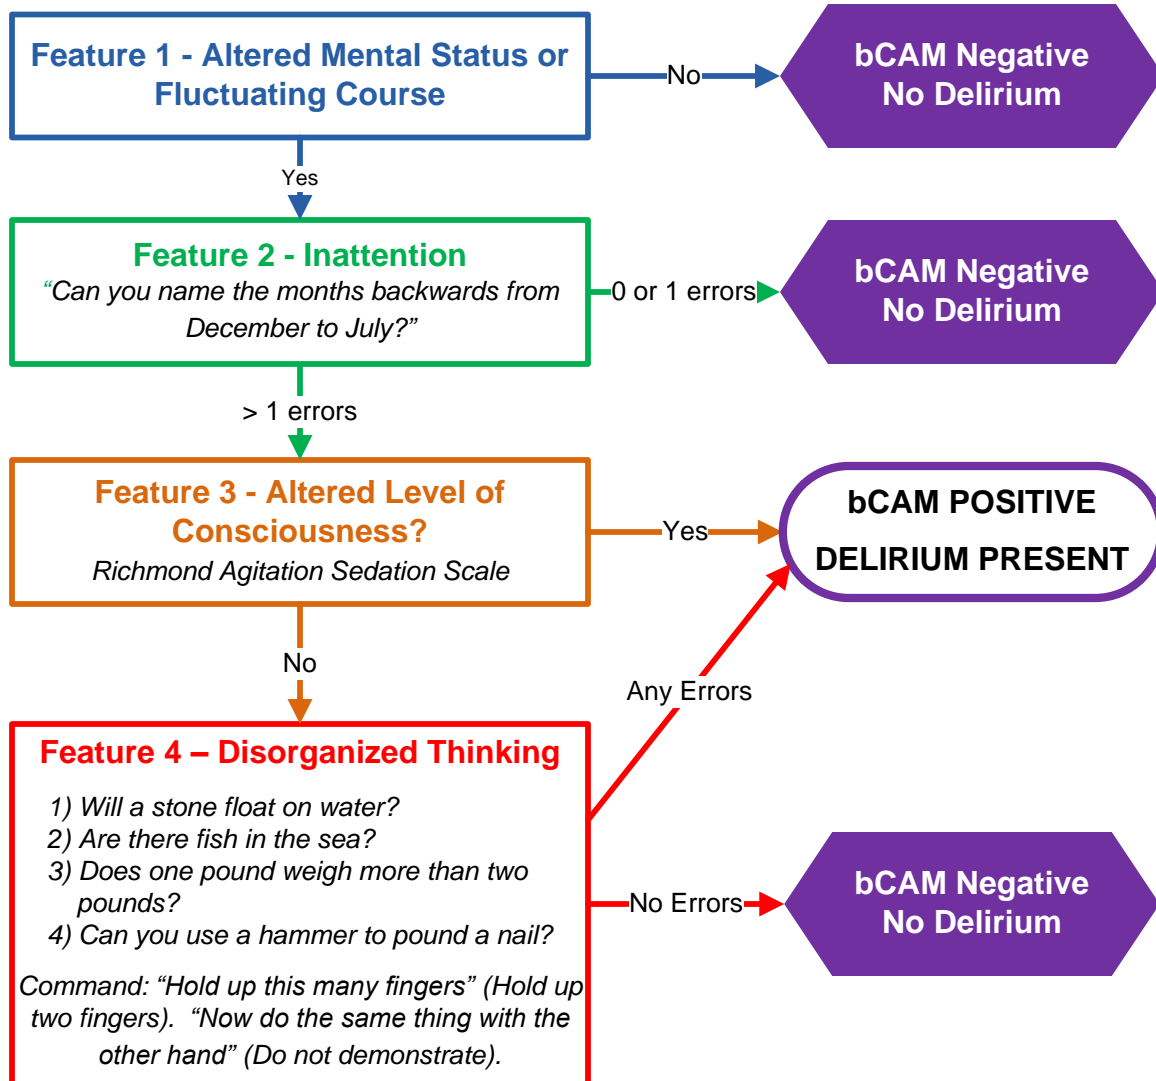 Feature 1 - Altered Mental Status or
Fluctuating Course
No
bCAM Negative
No Delirium
Yes
Feature 2 - Inattention
“Can you name the months backwards from
December to July?”
0 or 1 errors
bCAM Negative
No Delirium
> 1 errors
Feature 3 - Altered Level of
Consciousness?
Richmond Agitation Sedation Scale
Yes
bCAM POSITIVE
DELIRIUM PRESENT
No
Any Errors
Feature 4 – Disorganized Thinking
1) Will a stone float on water?
2) Are there fish in the sea?
3) Does one pound weigh more than two
pounds?
4) Can you use a hammer to pound a nail?
Command: “Hold up this many fingers” (Hold up
two fingers). “Now do the same thing with the
other hand” (Do not demonstrate).
No Errors
bCAM Negative
No Delirium